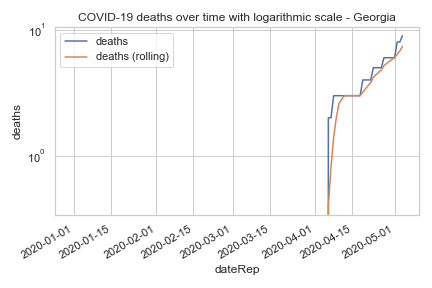 COVID-19 deaths over time with logarithmic scale - Georgia
10¹
10⁰
deaths
deaths
deaths (rolling)
2020-01-01
2020-01-15
2020-02-01
2020-02-15
2020-03-01
2020-03-15
2020-04-01
2020-04-15
2020-05-01
dateRep